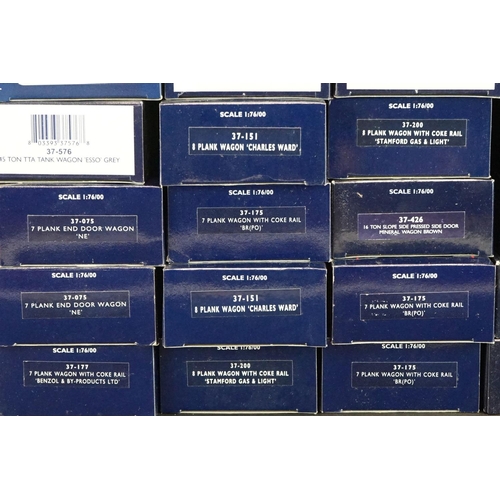 8 05393 37576 8
37-576
45 TON TTA TANK WAGON 'ESSO' GREY
SCALE 1:76/00
37-151
8 PLANK WAGON 'CHARLES WARD'
SCALE 1:76/00
37-200
8 PLANK WAGON WITH COKE RAIL
'STAMFORD GAS & LIGHT'
SCALE 1:76/00
37-075
7 PLANK END DOOR WAGON
'NE'
SCALE 1:76/00
37-175
7 PLANK WAGON WITH COKE RAIL
'BR(PO)'
SCALE 1:76/00
37-426
16 TON SLOPE SIDE PRESSED SIDE DOOR
MINERAL WAGON BROWN
SCALE 1:76/00
37-075
7 PLANK END DOOR WAGON
'NE'
SCALE 1:76/00
37-151
8 PLANK WAGON 'CHARLES WARD'
SCALE 1:76/00
37-175
7 PLANK WAGON WITH COKE RAIL
'BR(PO)'
SCALE 1:76/00
37-177
7 PLANK WAGON WITH COKE RAIL
'BENZOL & BY-PRODUCTS LTD'
SCALE 1:76/00
37-200
8 PLANK WAGON WITH COKE RAIL
'STAMFORD GAS & LIGHT'
SCALE 1:76/00
37-175
7 PLANK WAGON WITH COKE RAIL
'BR(PO)'